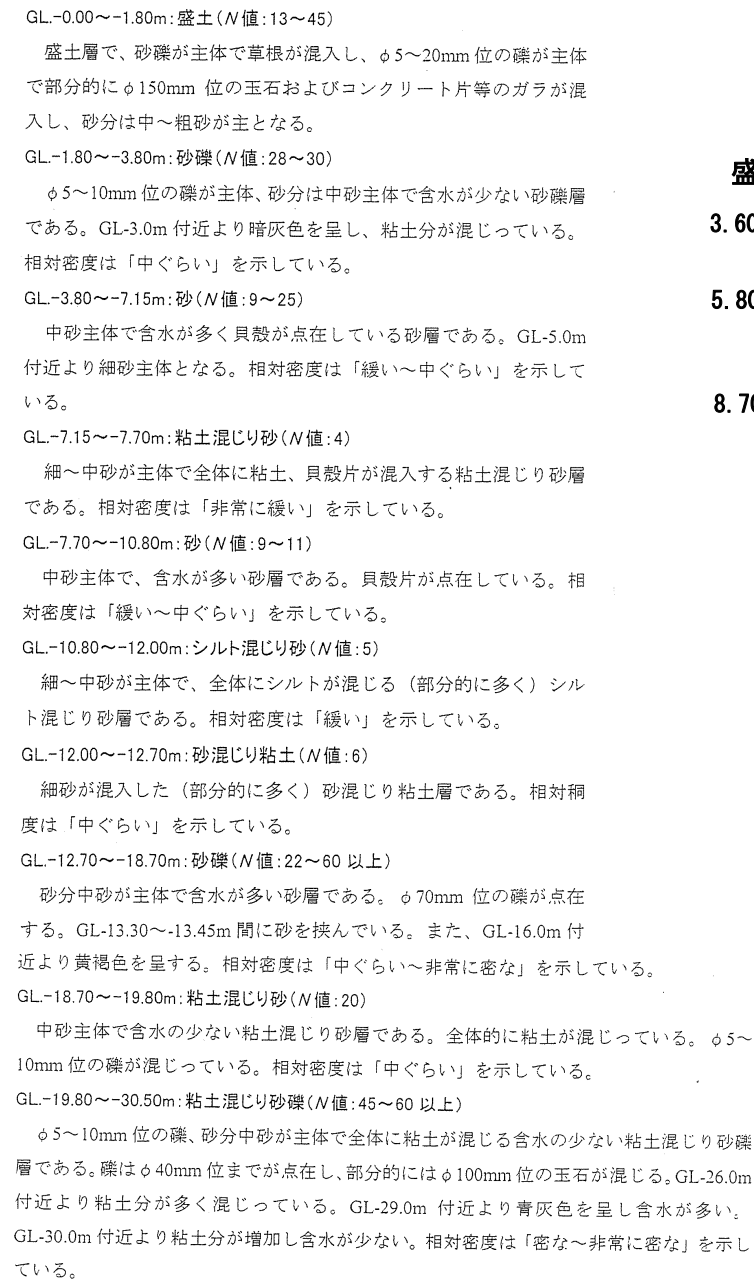 GL.-0.00～-1.80m：盛土（N値：13～45）
盛土層で、砂礫が主体で草根が混入し、φ5～20mm位の礫が主体
で部分的にφ150mm 位の玉石およびコンクリート片等のガラが混
入し、砂分は中～粗砂が主となる。
GL.-1.80～-3.80m：砂礫（N値：28～30）
φ5～10mm位の礫が主体、砂分は中砂主体で含水が少ない砂礫層
である。GL-3.0m付近より暗灰色を呈し、粘土分が混じっている。
相対密度は「中ぐらい」を示している。
GL.-3.80～-7.15m：砂（N値：9～25）
中砂主体で含水が多く貝殻が点在している砂層である。GL-5.0m
付近より細砂主体となる。相対密度は「緩い～中ぐらい」を示して
いる。
GL.-7.15～-7.70m：粘土混じり砂（N値：4）
細～中砂が主体で全体に粘土、貝殻片が混入する粘土混じり砂層
である。相対密度は「非常に緩い」を示している。
GL.-7.70～-10.80m：砂（N値：9～11）
中砂主体で、含水が多い砂層である。貝殻片が点在している。相
対密度は「緩い～中ぐらい」を示している。
GL.-10.80～-12.00m：シルト混じり砂（N値：5）
細～中砂が主体で、全体にシルトが混じる（部分的に多く）シル
ト混じり砂層である。相対密度は「緩い」を示している。
GL.-12.00～-12.70m：砂混じり粘土（N値：6）
細砂が混入した（部分的に多く）砂混じり粘土層である。相対稠
度は「中ぐらい」を示している。
GL.-12.70～-18.70m：砂礫（N値：22～60 以上）
砂分中砂が主体で含水が多い砂層である。φ70mm 位の礫が点在
する。GL-13.30～-13.45m間に砂を挟んでいる。また、GL-16.0m 付
近より黄褐色を呈する。相対密度は「中ぐらい～非常に密な」を示している。
GL.-18.70～-19.80m：粘土混じり砂（N値：20）
中砂主体で含水の少ない粘土混じり砂層である。全体的に粘土が混じっている。φ5～
10mm位の礫が混じっている。相対密度は「中ぐらい」を示している。
GL.-19.80～-30.50m：粘土混じり砂礫（N値：45～60 以上）
φ5～10mm 位の礫、砂分中砂が主体で全体に粘土が混じる含水の少ない粘土混じり砂礫
層である。礫はφ40mm位までが点在し、部分的にはφ100mm位の玉石が混じる。GL-26.0m
付近より粘土分が多く混じっている。GL-29.0m 付近より青灰色を呈し含水が多い。
GL-30.0m付近より粘土分が増加し含水が少ない。相対密度は「密な～非常に密な」を示し
ている。
盛
3.60
5.80
8.70